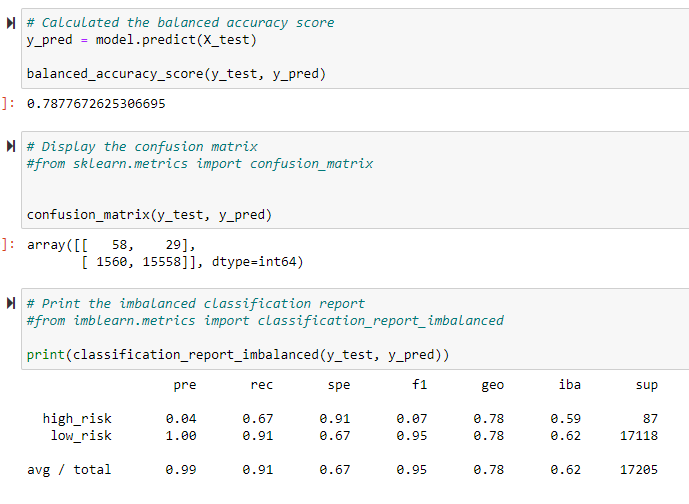 # Calculated the balanced accuracy score
y_pred = model.predict(X_test)
balanced_accuracy_score(y_test, y_pred)
]: 0.7877672625306695
# Display the confusion matrix
#from sklearn.metrics import confusion_matrix
confusion_matrix(y_test, y_pred)
]: array([[   58,    29],
       [ 1560, 15558]], dtype=int64)
# Print the imbalanced classification report
#from imblearn.metrics import classification_report_imbalanced
print(classification_report_imbalanced(y_test, y_pred))
pre rec spe f1 geo iba sup
high_risk 0.04 0.67 0.91 0.07 0.78 0.59 87
low_risk 1.00 0.91 0.67 0.95 0.78 0.62 17118
avg / total 0.99 0.91 0.67 0.95 0.78 0.62 17205